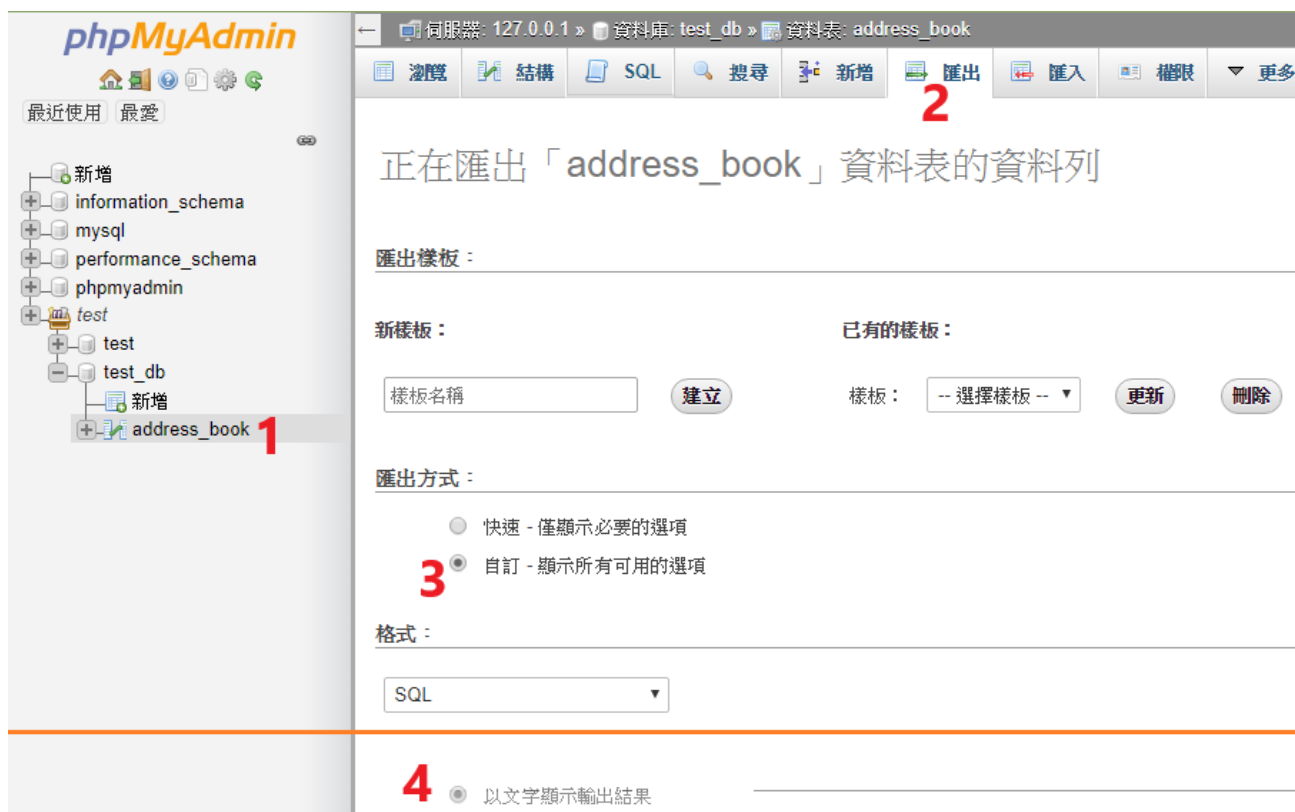 phpMyAdmin
最近使用 最愛
新增
information_schema
mysql
performance_schema
phpmyadmin
test
test
test_db
新增
address_book 1
← 伺服器: 127.0.0.1 » 資料庫: test_db » 資料表: address_book
瀏覽 結構 SQL 搜尋 新增 匯出 匯入 權限 ▼ 更多
2
正在匯出「address_book」資料表的資料列
匯出樣板：
新樣板： 已有的樣板：
樣板名稱 建立 樣板： -- 選擇樣板 -- ▼ 更新 刪除
匯出方式：
快速 - 僅顯示必要的選項
3 自訂 - 顯示所有可用的選項
格式：
SQL ▼
4 以文字顯示輸出結果